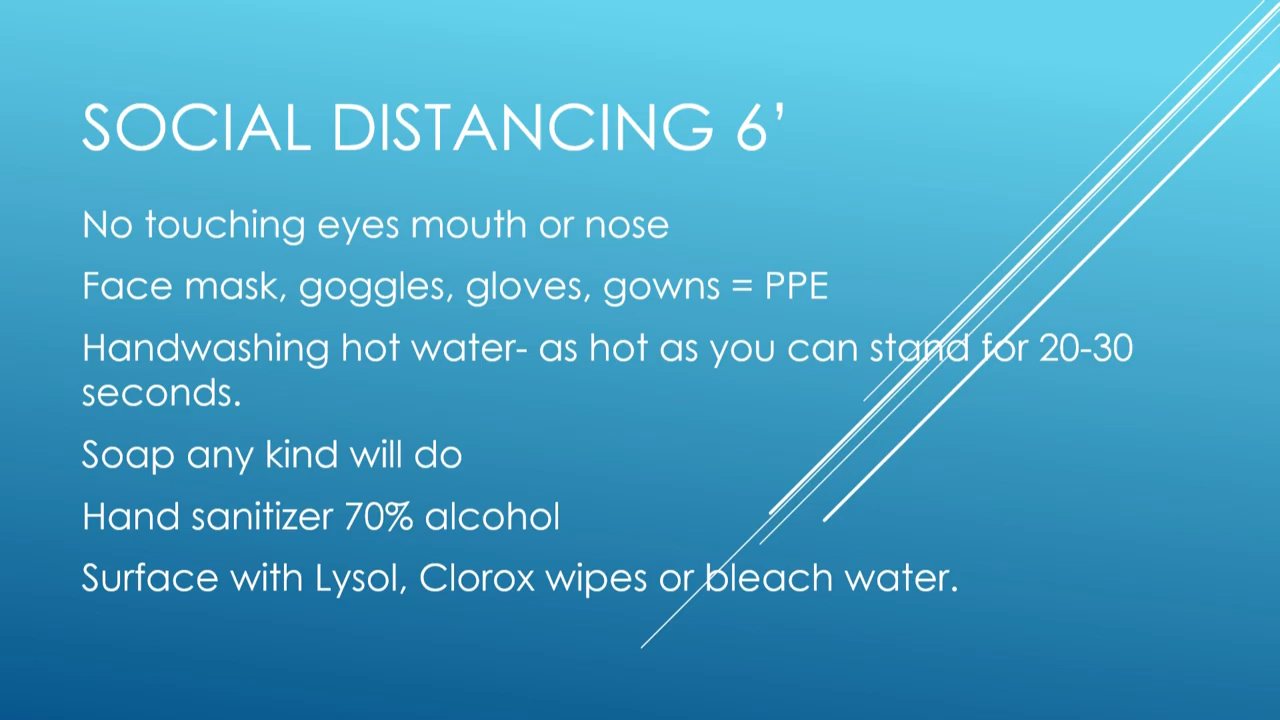 SOCIAL DISTANCING 6’
No touching eyes mouth or nose
Face mask, goggles, gloves, gowns = PPE
Handwashing hot water- as hot as you can stand for 20-30
seconds.
Soap any kind will do
Hand sanitizer 70% alcohol
Surface with Lysol, Clorox wipes or bleach water.